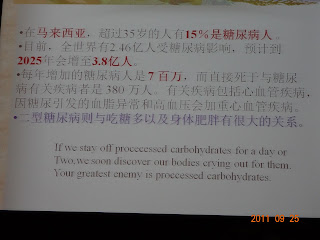 ·在马来西亚，超过35岁的人有15%是糖尿病人。
·目前，全世界有2.46亿人受糖尿病影响，预计到
2025年会增至3.8亿人。
·每年增加的糖尿病人是7百万，而直接死于与糖尿
病有关疾病者是 380 万人。有关疾病包括心血管疾病，
因糖尿引发的血脂异常和高血压会加重心血管疾病。
·二型糖尿病则与吃糖多以及身体肥胖有很大的关系。
If we stay off procecessed carbohydrates for a day or
Two,we soon discover our bodies crying out for them.
Your greatest enemy is proccesed carbohydrates.
2011 09 25